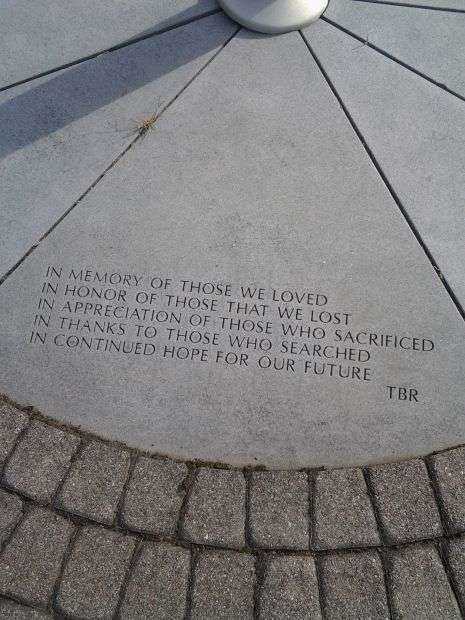 IN MEMORY OF THOSE WE LOVED
IN HONOR OF THOSE THAT WE LOST
IN APPRECIATION OF THOSE WHO SACRIFICED
IN THANKS TO THOSE WHO SEARCHED
IN CONTINUED HOPE FOR OUR FUTURE
TBR